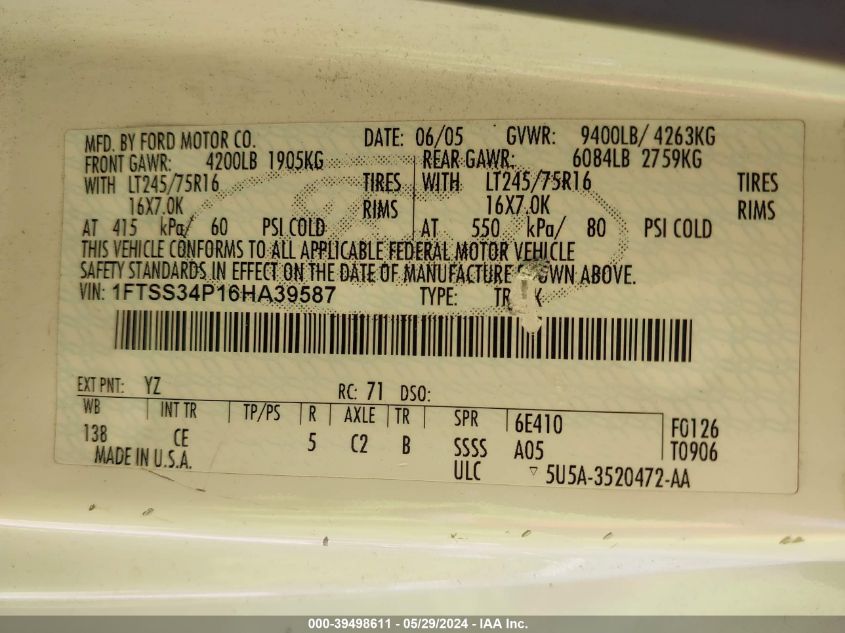 MFD. BY FORD MOTOR CO. DATE: 06/05 GVWR: 9400LB/ 4263KG
FRONT GAWR: 4200LB 1905KG REAR GAWR: 6084LB 2759KG
WITH LT245/75R16 TIRES WITH LT245/75R16 TIRES
16X7.0K RIMS 16X7.0K RIMS
AT 415 kPa/ 60 PSI COLD AT 550 kPa/ 80 PSI COLD
THIS VEHICLE CONFORMS TO ALL APPLICABLE FEDERAL MOTOR VEHICLE
SAFETY STANDARDS IN EFFECT ON THE DATE OF MANUFACTURE OWN ABOVE.
VIN: 1FTSS34P16HA39587 TYPE: TR K
EXT PNT: YZ RC: 71 DSO:
WB INT TR TP/PS R AXLE TR SPR 6E410 F0126
138 CE 5 C2 B SSSS A05 T0906
MADE IN U.S.A. ULC ▽ 5U5A-3520472-AA
000-39498611 - 05/29/2024 - IAA Inc.